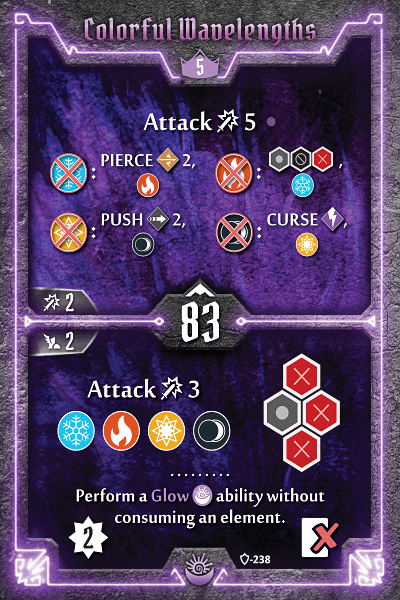 Colorful Wavelengths
5
Attack 5
: PIERCE 2, : ,
: PUSH 2, : CURSE ,
2
83
2
Attack 3
.........
Perform a Glow ability without
consuming an element.
2
-238